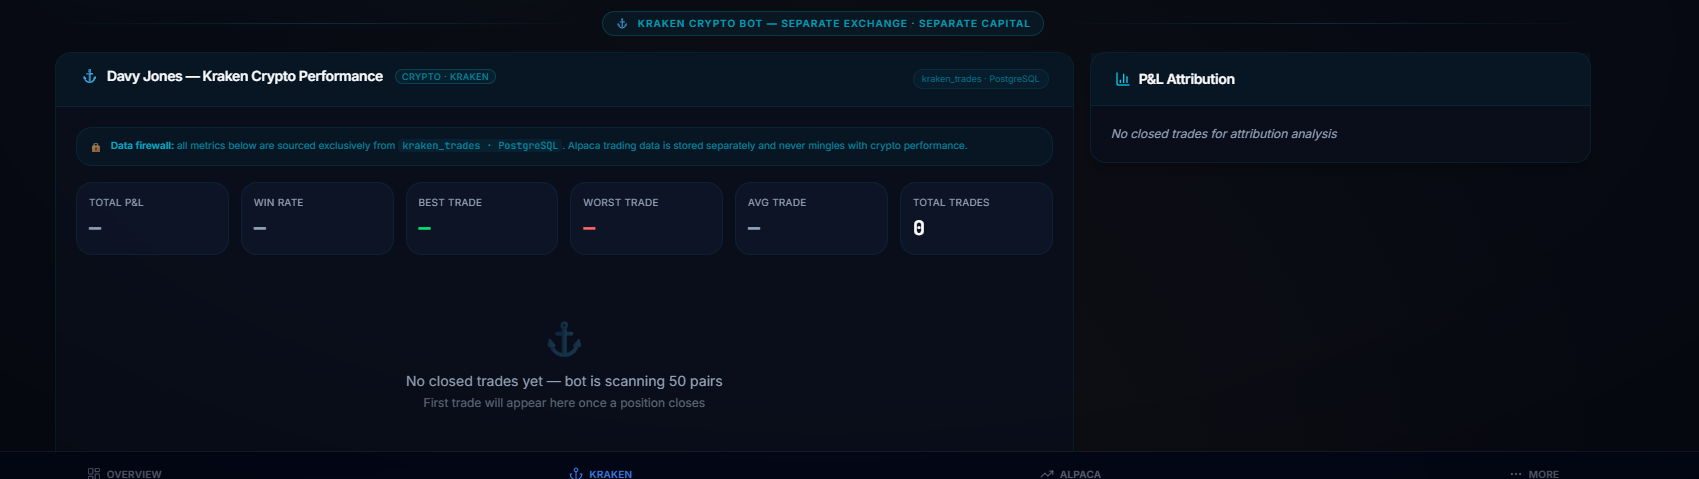 KRAKEN CRYPTO BOT — SEPARATE EXCHANGE · SEPARATE CAPITAL
Davy Jones — Kraken Crypto Performance
CRYPTO · KRAKEN
kraken_trades · PostgreSQL
Data firewall: all metrics below are sourced exclusively from kraken_trades · PostgreSQL. Alpaca trading data is stored separately and never mingles with crypto performance.
TOTAL P&L
—
WIN RATE
—
BEST TRADE
—
WORST TRADE
—
AVG TRADE
—
TOTAL TRADES
0
No closed trades yet — bot is scanning 50 pairs
First trade will appear here once a position closes
P&L Attribution
No closed trades for attribution analysis
OVERVIEW
KRAKEN
ALPACA
MORE